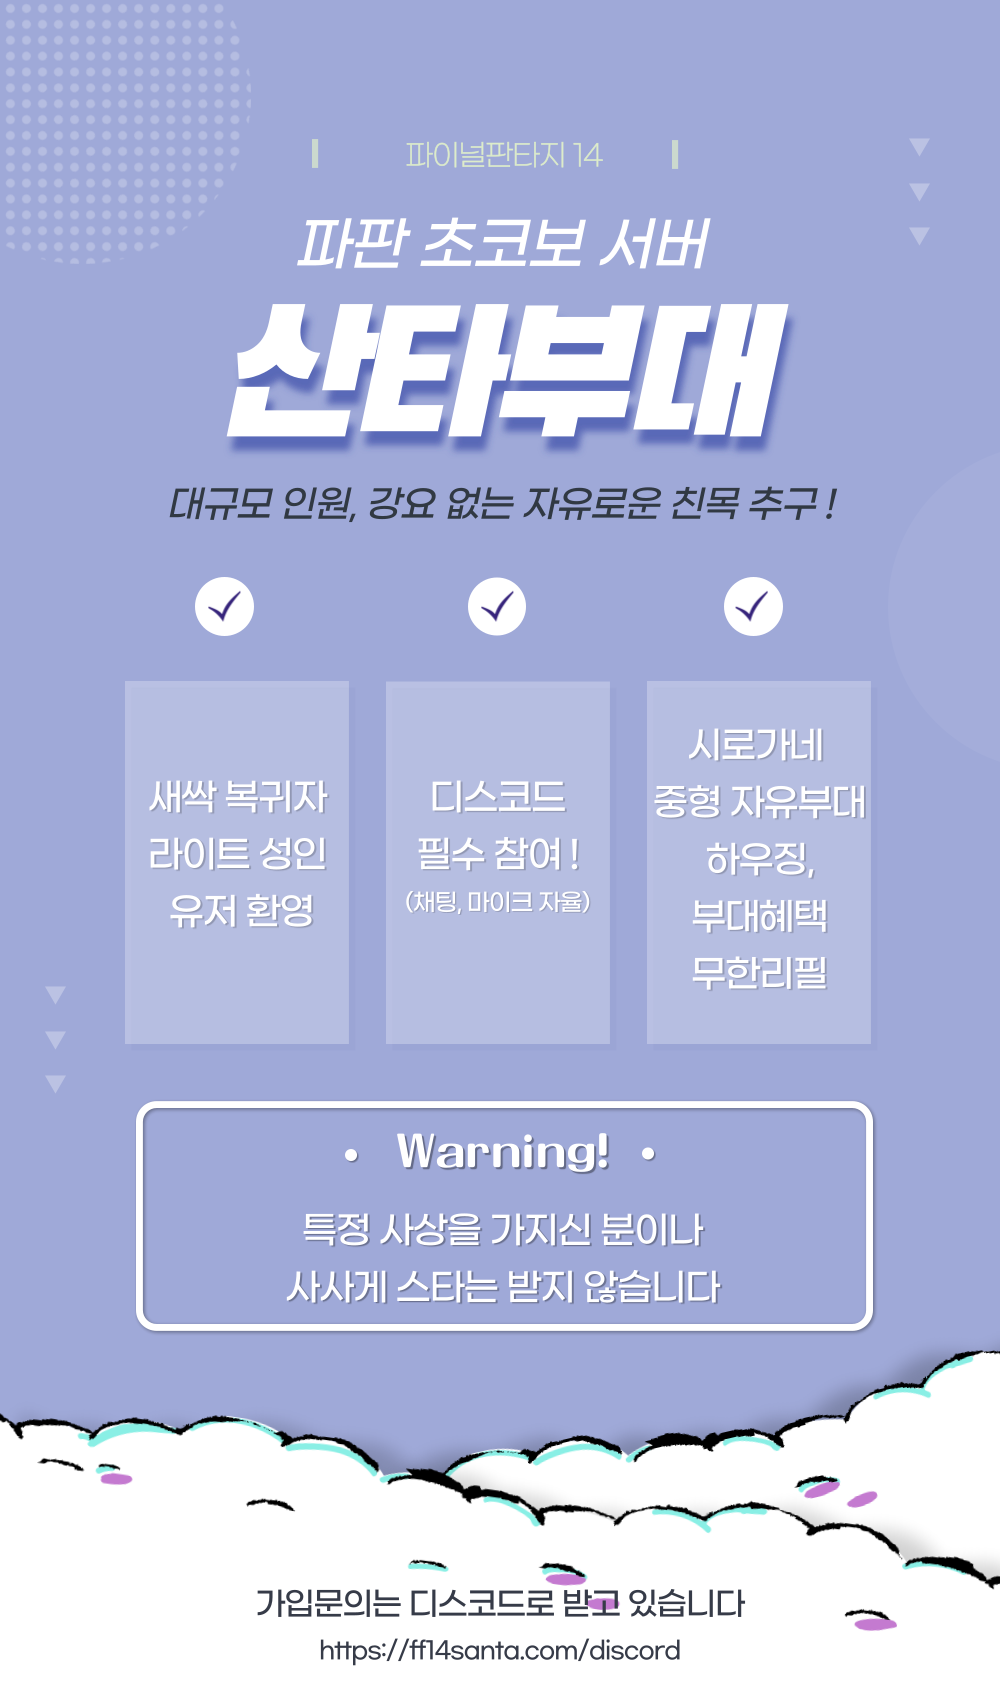 파이널판타지 14
파판 초코보 서버
산타부대
대규모 인원, 강요 없는 자유로운 친목 추구 !
새싹 복귀자
라이트 성인
유저 환영
디스코드
필수 참여 !
(채팅, 마이크 자율)
시로가네
중형 자유부대
하우징,
부대혜택
무한리필
• Warning! •
특정 사상을 가지신 분이나
사사게 스타는 받지 않습니다
가입문의는 디스코드로 받고 있습니다
https://ff14santa.com/discord